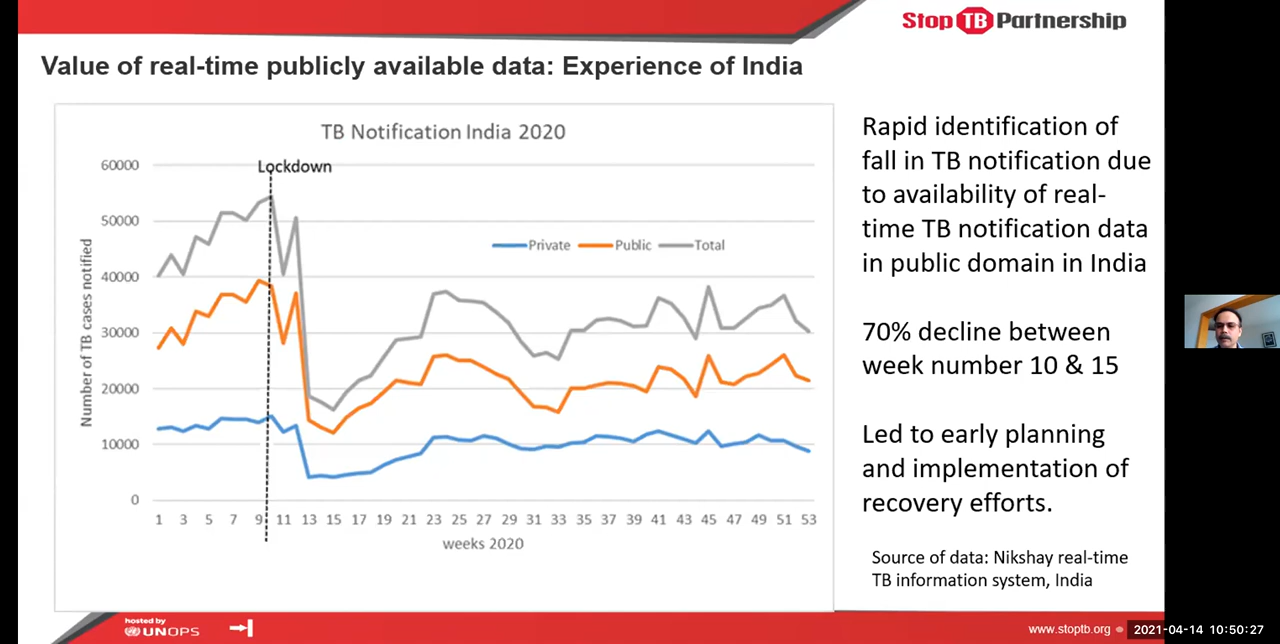 Stop TB Partnership
Value of real-time publicly available data: Experience of India
TB Notification India 2020
Lockdown
60000
50000
40000
30000
20000
10000
0
Number of TB cases notified
Private Public Total
1 3 5 7 9 11 13 15 17 19 21 23 25 27 29 31 33 35 37 39 41 43 45 47 49 51 53
weeks 2020
Rapid identification of
fall in TB notification due
to availability of real-
time TB notification data
in public domain in India
70% decline between
week number 10 & 15
Led to early planning
and implementation of
recovery efforts.
Source of data: Nikshay real-time
TB information system, India
hosted by
UNOPS
www.stoptb.org
2021-04-14 10:50:27